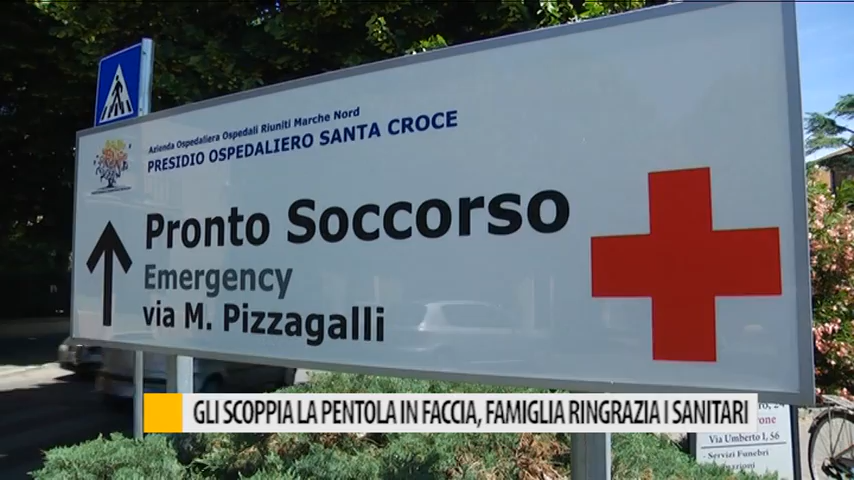 Azienda Ospedaliera Ospedali Riuniti Marche Nord
PRESIDIO OSPEDALIERO SANTA CROCE
Pronto Soccorso
Emergency
via M. Pizzagalli
GLI SCOPPIA LA PENTOLA IN FACCIA, FAMIGLIA RINGRAZIA I SANITARI
Via Umberto I, 56
- Servizi Funebri